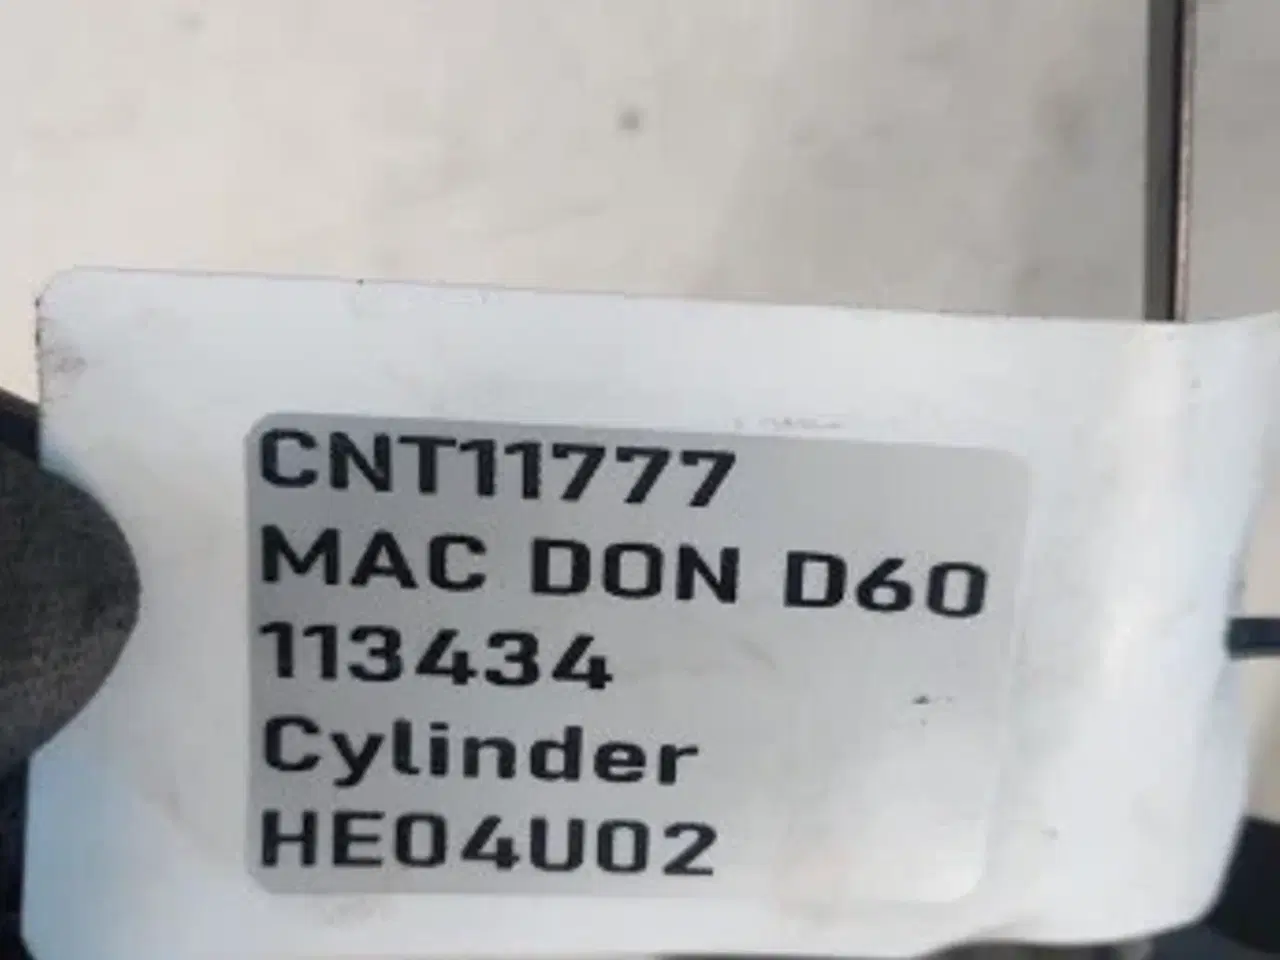 CNT11777
MAC DON D60
113434
Cylinder
HE04U02